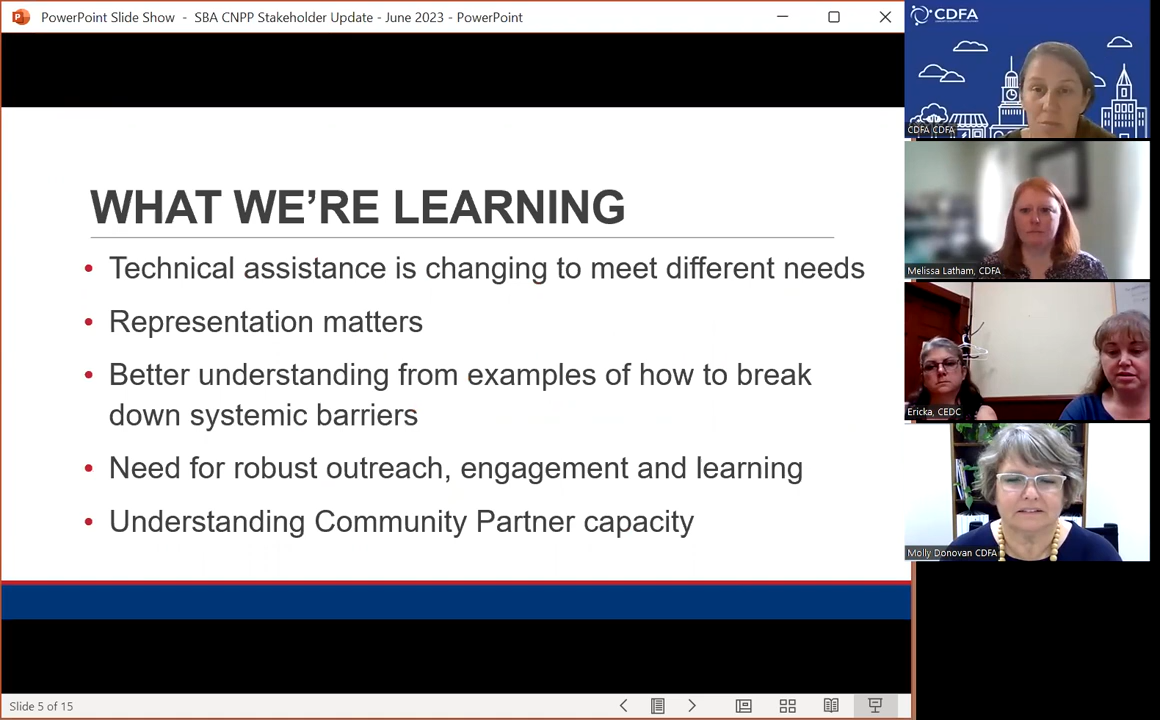 PowerPoint Slide Show - SBA CNPP Stakeholder Update - June 2023 - PowerPoint
CDFA
CDFA CDFA
WHAT WE'RE LEARNING
• Technical assistance is changing to meet different needs
• Representation matters
• Better understanding from examples of how to break
down systemic barriers
• Need for robust outreach, engagement and learning
• Understanding Community Partner capacity
Melissa Latham, CDFA
Ericka, CEDC
Molly Donovan CDFA
Slide 5 of 15